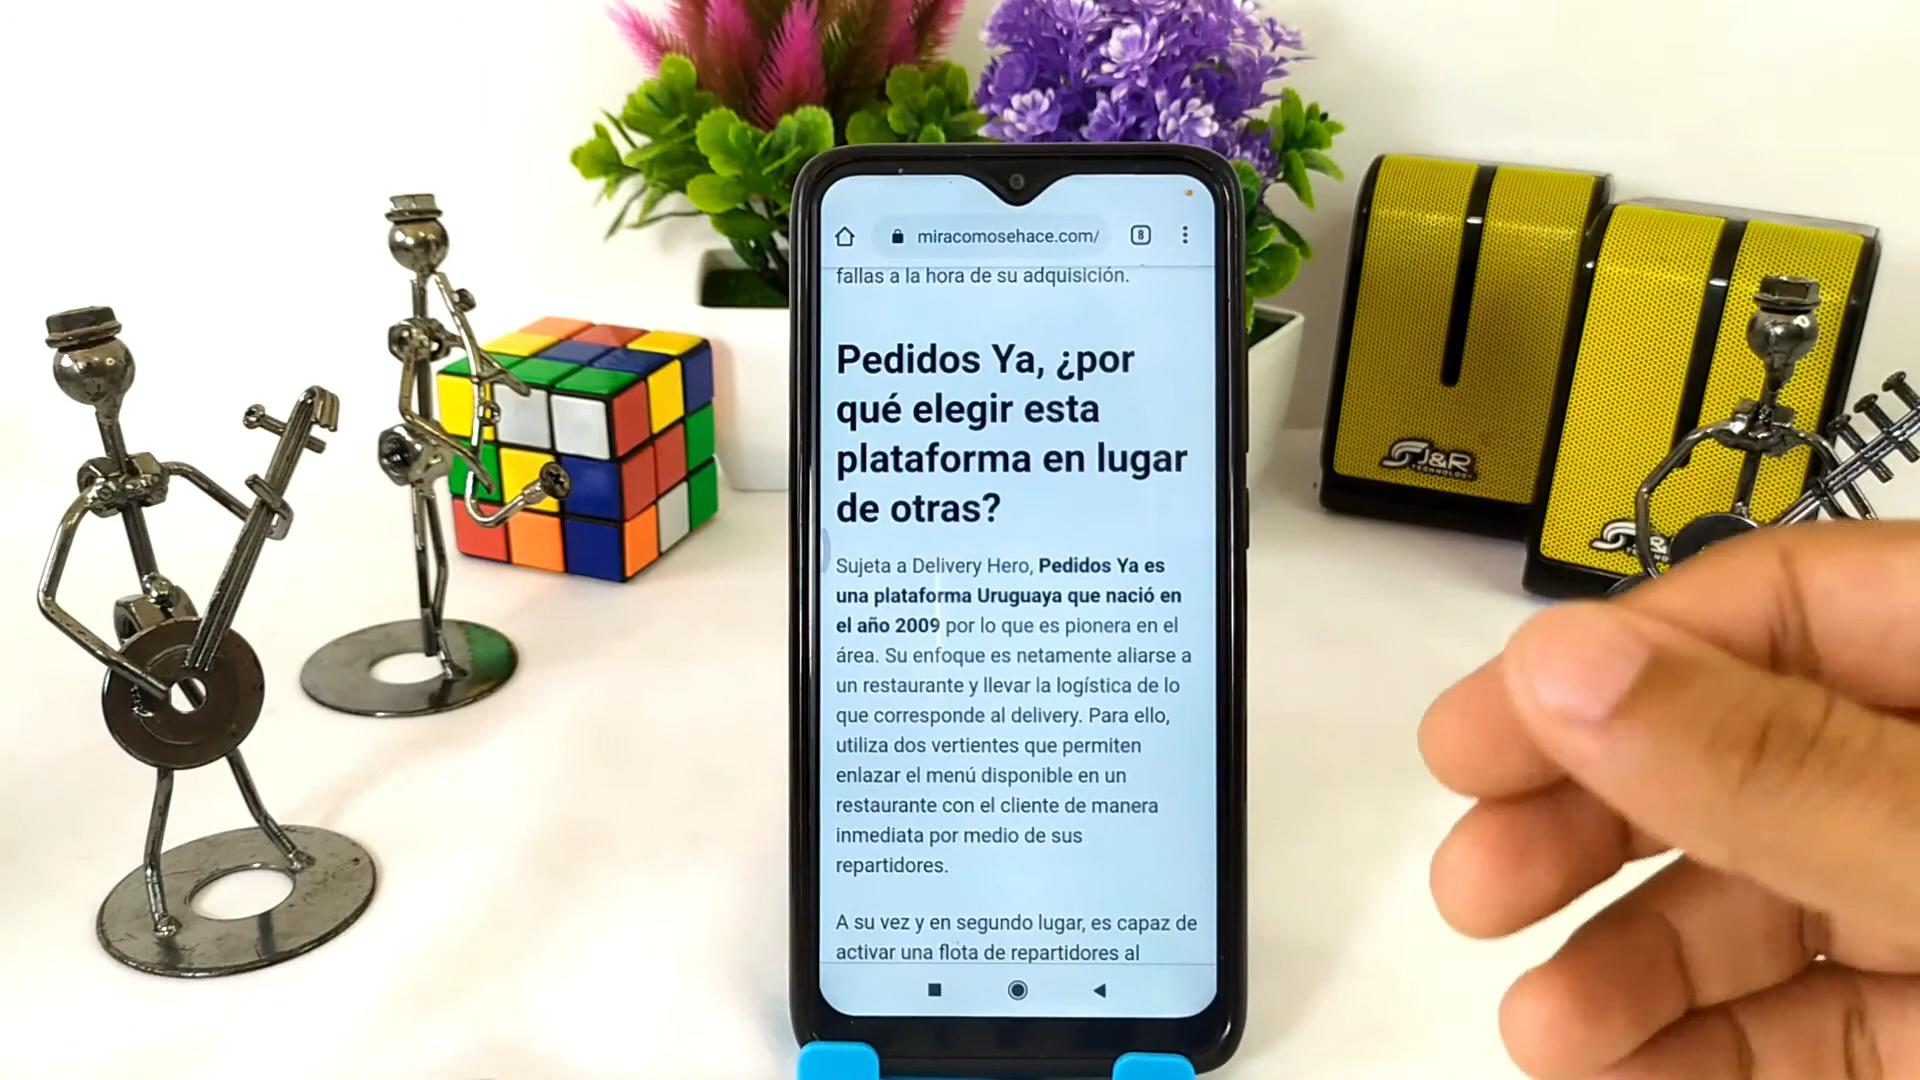 miracomosehace.com/
8
fallas a la hora de su adquisición.
Pedidos Ya, ¿por
qué elegir esta
plataforma en lugar
de otras?
Sujeta a Delivery Hero, Pedidos Ya es
una plataforma Uruguaya que nació en
el año 2009 por lo que es pionera en el
área. Su enfoque es netamente aliarse a
un restaurante y llevar la logística de lo
que corresponde al delivery. Para ello,
utiliza dos vertientes que permiten
enlazar el menú disponible en un
restaurante con el cliente de manera
inmediata por medio de sus
repartidores.
A su vez y en segundo lugar, es capaz de
activar una flota de repartidores al
J&R
TECHNOLOGY